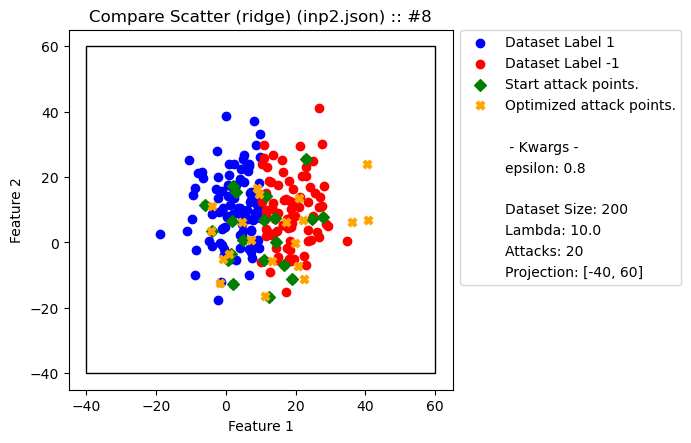 Compare Scatter (ridge) (inp2.json) :: #8
Dataset Label 1
Dataset Label -1
Start attack points.
Optimized attack points.
- Kwargs -
epsilon: 0.8
Dataset Size: 200
Lambda: 10.0
Attacks: 20
Projection: [-40, 60]
Feature 2
60
40
20
0
−20
−40
−40
−20
0
20
40
60
Feature 1